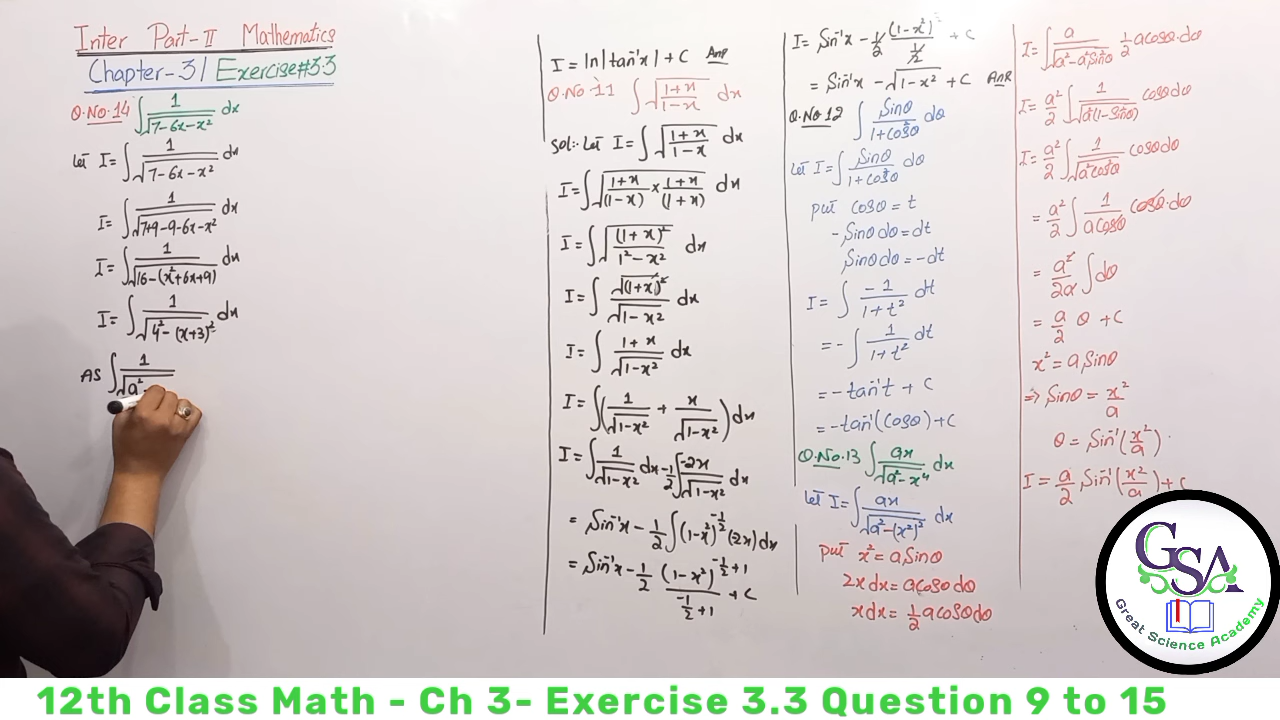 Inter Part-II Mathematics
Chapter-3 | Exercise#3.3
Q.No.14 ∫ 1/√(7-6x-x²) dx
Let I = ∫ 1/√(7-6x-x²) dx
I = ∫ 1/√(7+9-9-6x-x²) dx
I = ∫ 1/√(16-(x²+6x+9)) dx
I = ∫ 1/√(4²-(x+3)²) dx
AS ∫ 1/√(a²-
I = ln|tan⁻¹x| + C Ans
Q.No.11 ∫ √((1+x)/(1-x)) dx
Sol:- Let I = ∫ √((1+x)/(1-x)) dx
I = ∫ √((1+x)/(1-x) × (1+x)/(1+x)) dx
I = ∫ √((1+x)²/(1²-x²)) dx
I = ∫ √((1+x)²)/√(1-x²) dx
I = ∫ (1+x)/√(1-x²) dx
I = ∫ (1/√(1-x²) + x/√(1-x²)) dx
I = ∫ 1/√(1-x²) dx - 1/2 ∫ -2x/√(1-x²) dx
= Sin⁻¹x - 1/2 ∫ (1-x²)^(-1/2) (2x) dx
= Sin⁻¹x - 1/2 (1-x²)^(-1/2+1)/(-1/2+1) + C
I = Sin⁻¹x - 1/2 (1-x²)^(1/2)/(1/2) + C
= Sin⁻¹x - √(1-x²) + C Ans
Q.No.12 ∫ Sinθ/(1+cos²θ) dθ
Let I = ∫ Sinθ/(1+cos²θ) dθ
put cosθ = t
-Sinθdθ = dt
Sinθdθ = -dt
I = ∫ -1/(1+t²) dt
= -∫ 1/(1+t²) dt
= -tan⁻¹t + C
= -tan⁻¹(cosθ) + C
Q.No.13 ∫ ax/√(a²-x⁴) dx
Let I = ∫ ax/√(a²-(x²)²) dx
put x² = a Sinθ
2x dx = a cosθ dθ
x dx = 1/2 a cosθ dθ
I = ∫ a/√(a²-a²Sin²θ) 1/2 a cosθ.dθ
I = a²/2 ∫ 1/√(a²(1-Sin²θ)) cosθ dθ
I = a²/2 ∫ 1/√(a²cos²θ) cosθ dθ
= a²/2 ∫ 1/(a cosθ) cosθ.dθ
= a²/2a ∫ dθ
= a/2 θ + C
x² = a Sinθ
⇒ Sinθ = x²/a
θ = Sin⁻¹(x²/a).
I = a/2 Sin⁻¹(x²/a) + C
GSA
Great Science Academy
12th Class Math - Ch 3- Exercise 3.3 Question 9 to 15